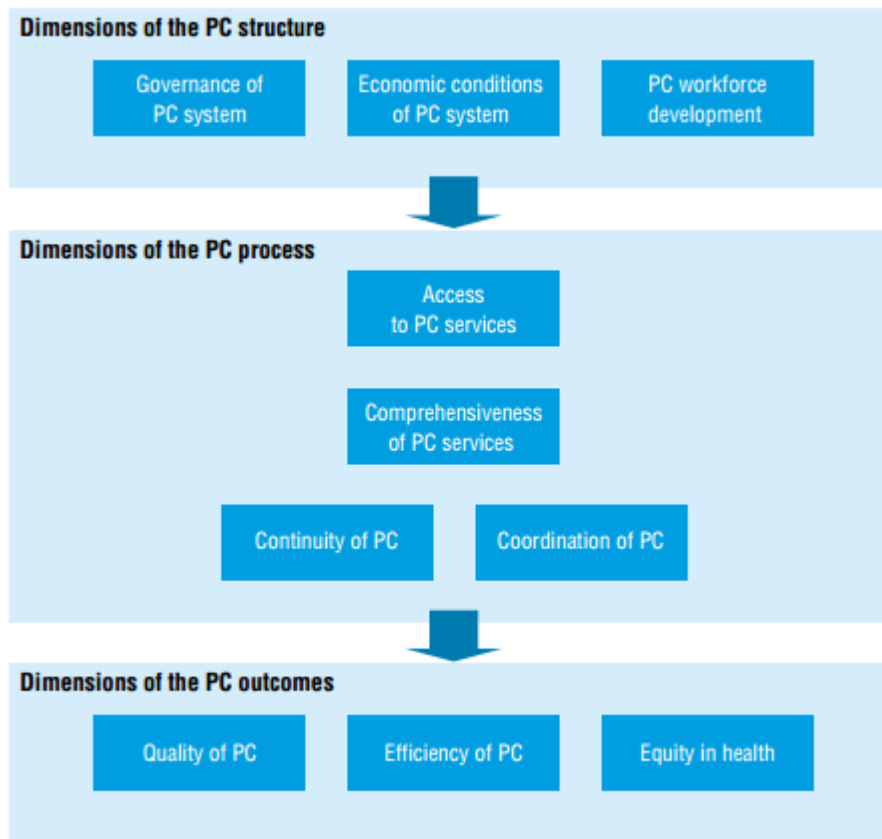 Dimensions of the PC structure
Governance of
PC system
Economic conditions
of PC system
PC workforce
development
Dimensions of the PC process
Access
to PC services
Comprehensiveness
of PC services
Continuity of PC
Coordination of PC
Dimensions of the PC outcomes
Quality of PC
Efficiency of PC
Equity in health